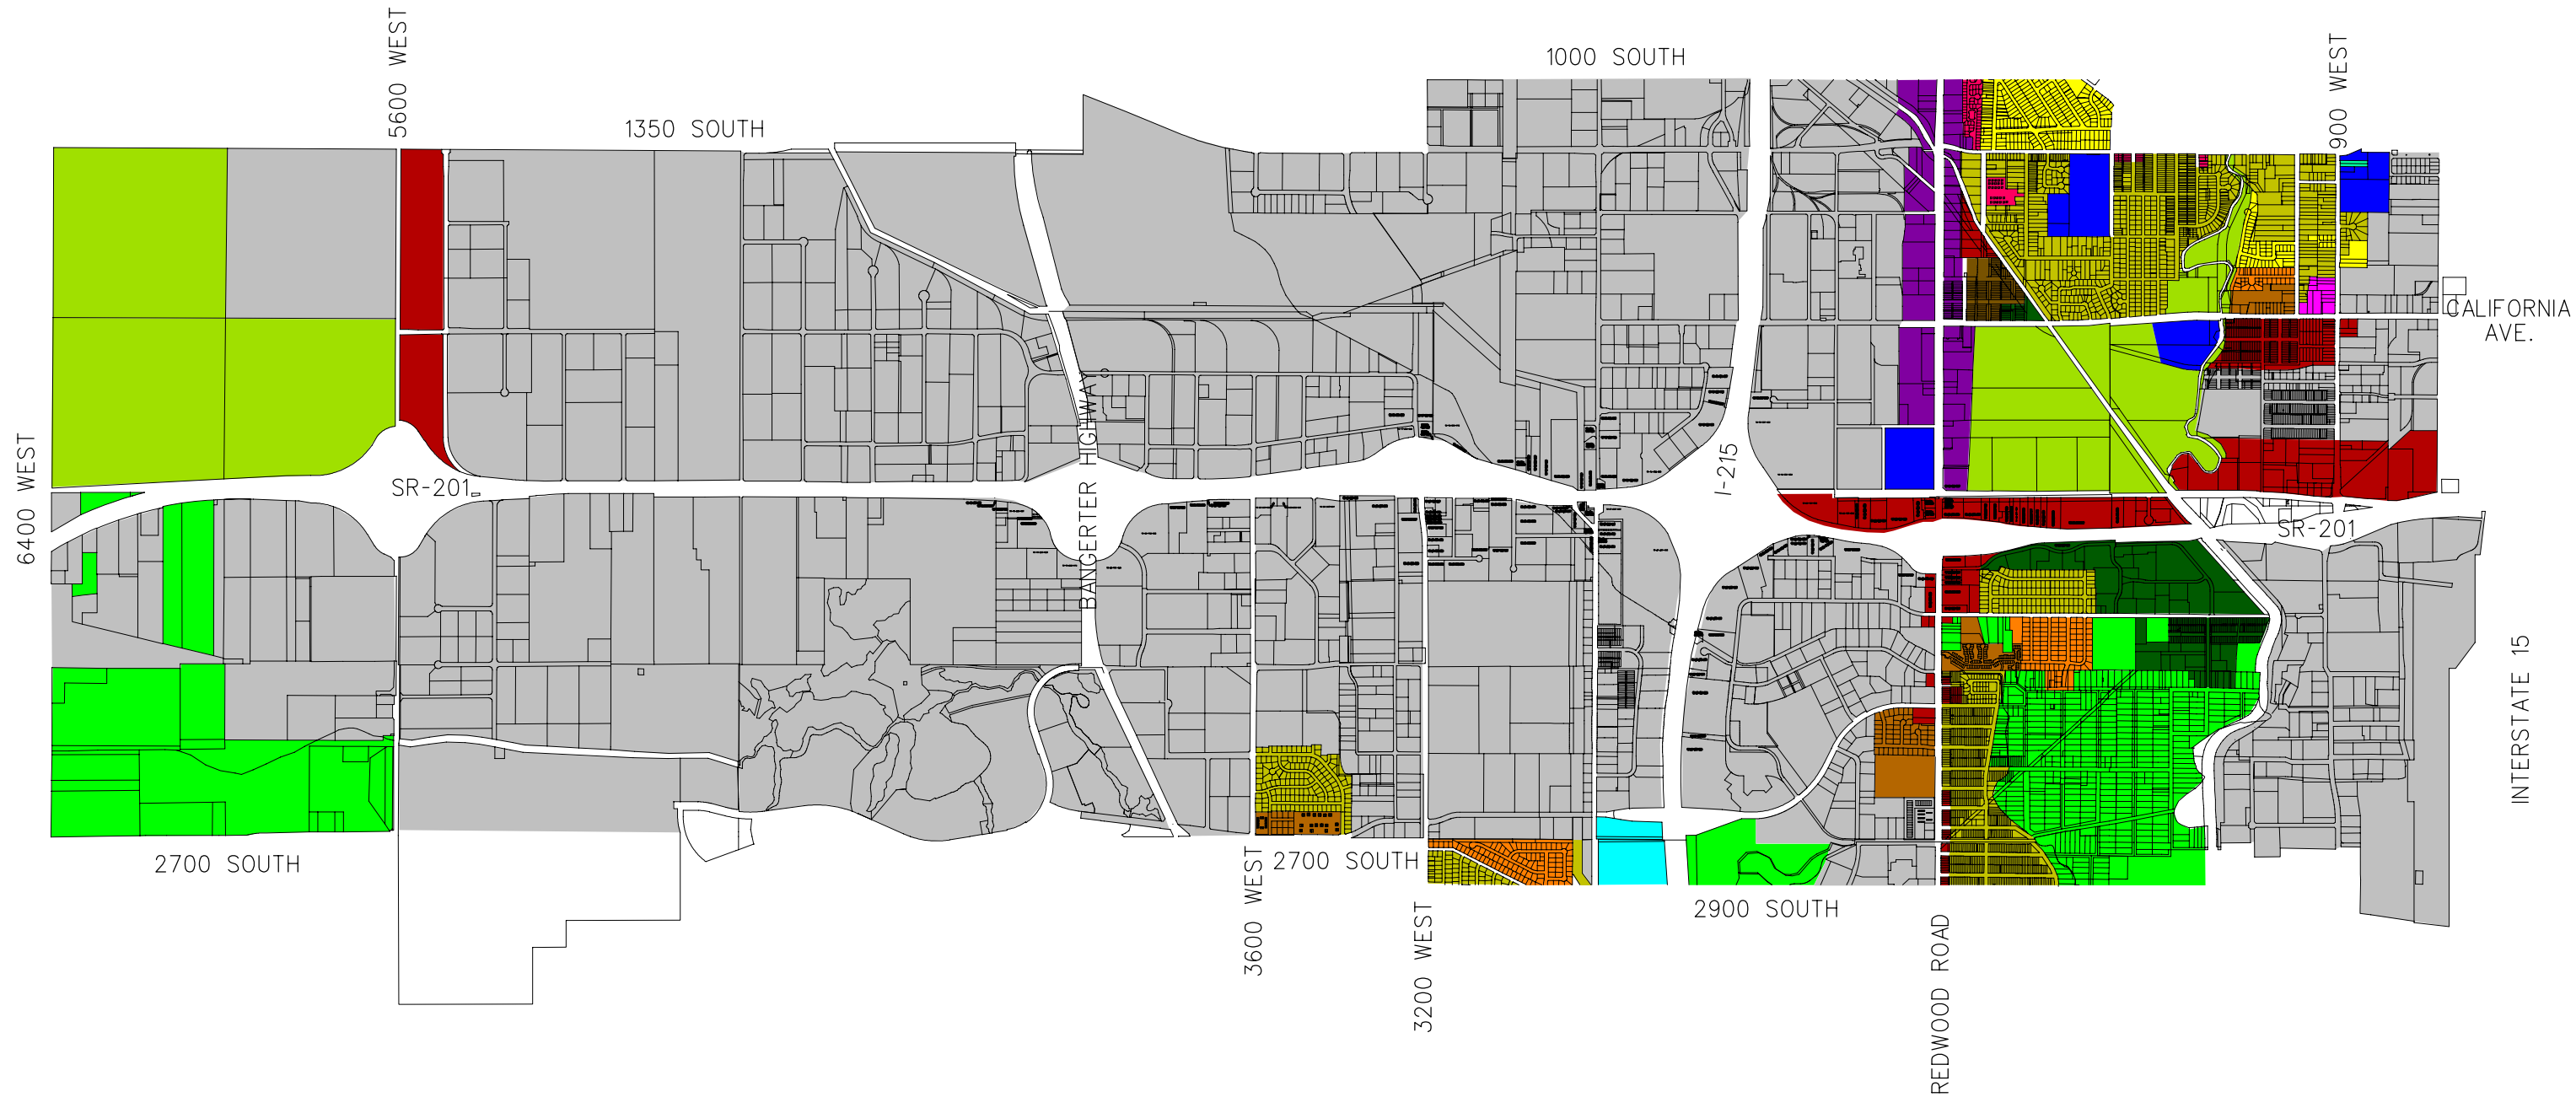 5600 WEST
1000 SOUTH
900 WEST
1350 SOUTH
CALIFORNIA
AVE.
6400 WEST
SR-201
BANGERTER HIGHWAY
I-215
SR-201
INTERSTATE 15
2700 SOUTH
3600 WEST
2700 SOUTH
3200 WEST
2900 SOUTH
REDWOOD ROAD